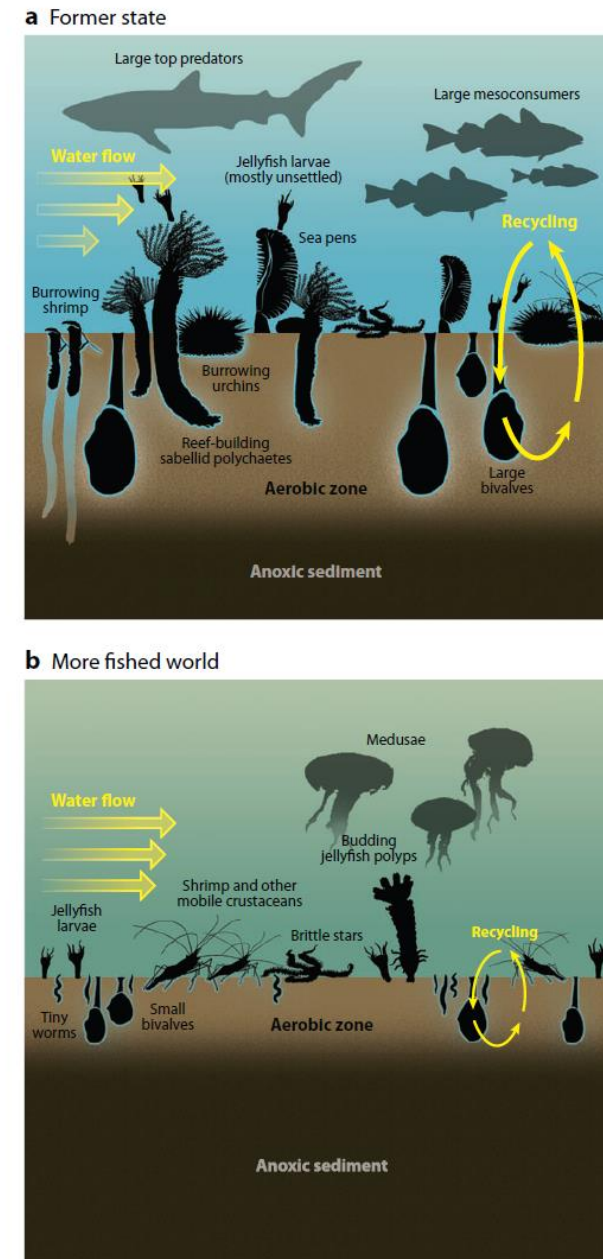 a Former state
Large top predators
Large mesoconsumers
Water flow
Jellyfish larvae
(mostly unsettled)
Recycling
Sea pens
Burrowing
shrimp
Burrowing
urchins
Reef-building
sabellid polychaetes
Large
bivalves
Aerobic zone
Anoxic sediment
b More fished world
Medusae
Water flow
Budding
jellyfish polyps
Shrimp and other
mobile crustaceans
Jellyfish
larvae
Brittle stars
Recycling
Tiny
worms
Small
bivalves
Aerobic zone
Anoxic sediment